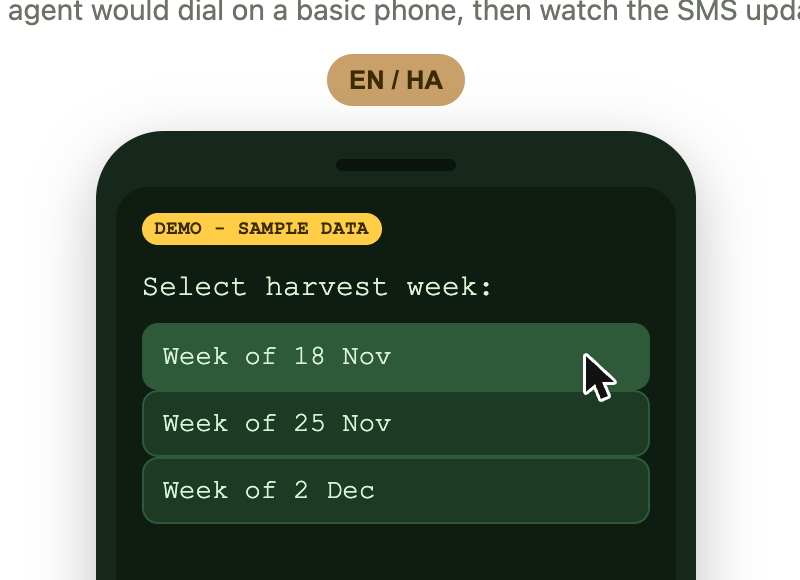 agent would dial on a basic phone, then watch the SMS
EN / HA
DEMO - SAMPLE DATA
Select harvest week:
Week of 18 Nov
Week of 25 Nov
Week of 2 Dec